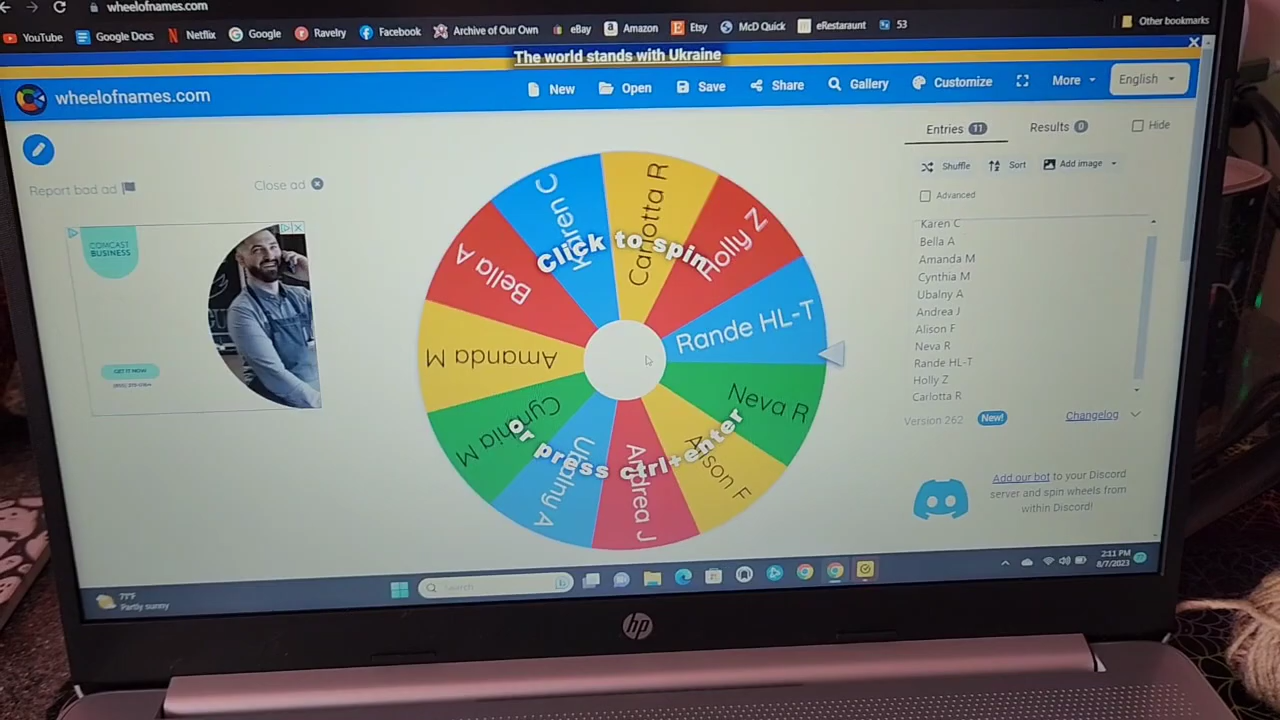 wheelofnames.com
YouTube Google Docs Netflix Google Ravelry Facebook Archive of Our Own eBay Amazon Etsy McD Quick eRestaraunt 53 Other bookmarks
The world stands with Ukraine
wheelofnames.com New Open Save Share Gallery Customize More English
Entries 11 Results 0 Hide
Shuffle Sort Add image
Advanced
Report bad ad Close ad
COMCAST
BUSINESS
GET IT NOW
Click to spin
or press ctrl+enter
Karen C
Carlotta R
Holly Z
Rande HL-T
Neva R
Alison F
Andrea J
Ubalny A
Cynthia M
Amanda M
Bella A
Karen C
Bella A
Amanda M
Cynthia M
Ubalny A
Andrea J
Alison F
Neva R
Rande HL-T
Holly Z
Carlotta R
Version 262 New! Changelog
Add our bot to your Discord
server and spin wheels from
within Discord!
77°F
Partly sunny
Search
2:11 PM
8/7/2023
hp